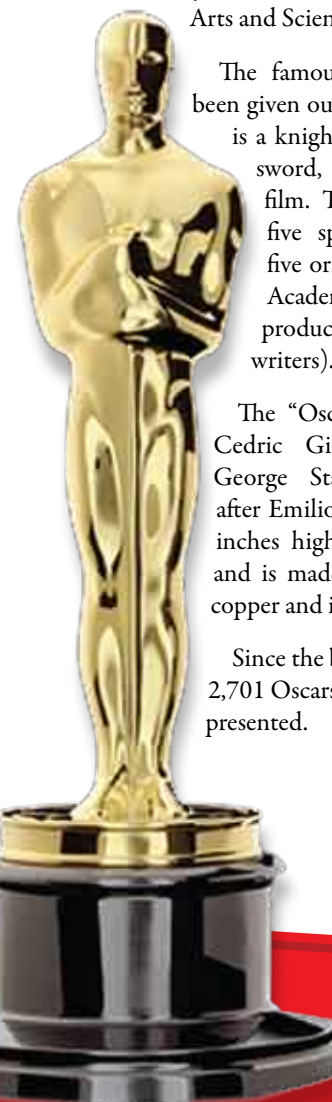 Arts and Scien
The famou
been given ou
is a knigh
sword,
film. T
five sp
five or
Acader
produc
writers).
The “Osc
Cedric Gi
George Sta
after Emilio
inches high
and is made
copper and i
Since the b
2,701 Oscars
presented.